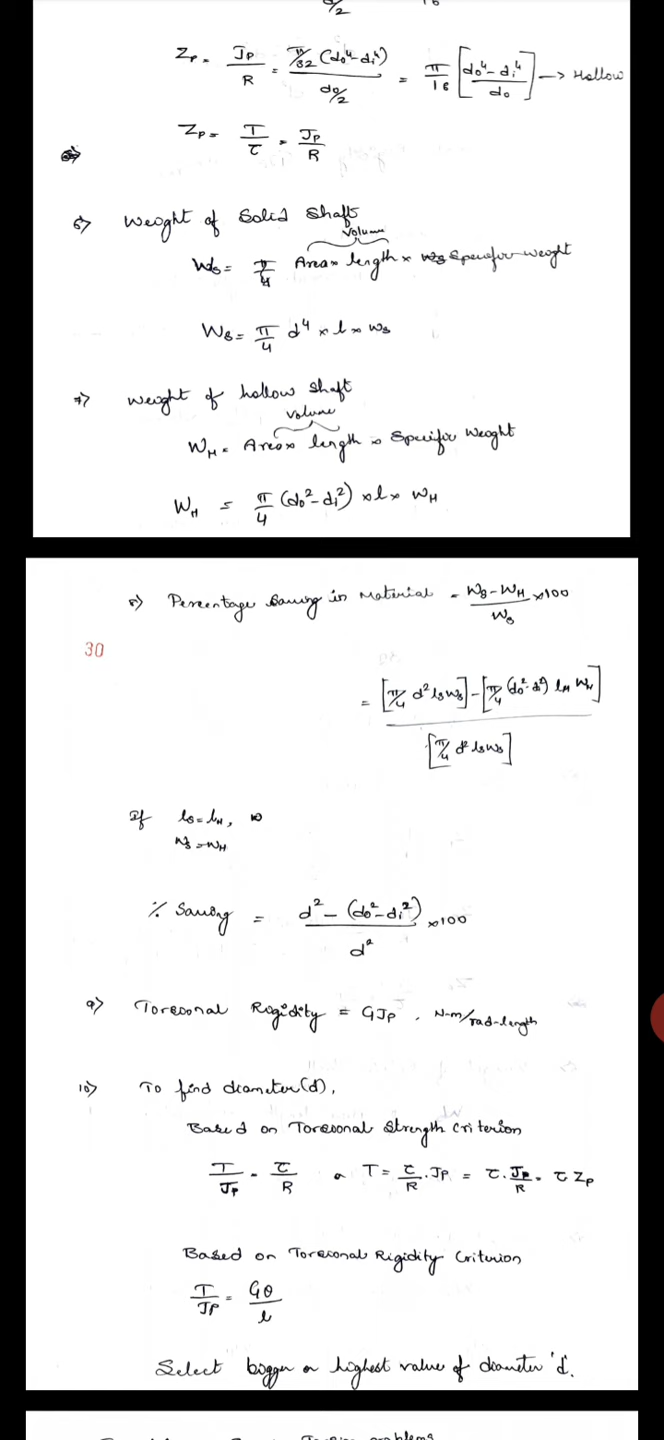 d/2 16
Zp = Jp/R = π/32 (do⁴-di⁴) / do/2 = π/16 [do⁴-di⁴ / do] → Hollow
Zp = T/τ = Jp/R
6) Weight of Solid Shaft
Volume
Ws = π/4 Area × length × ws Specific weight
Ws = π/4 d⁴ × l × ws
7) Weight of hollow Shaft
volume
WH = Area × length × Specific Weight
WH = π/4 (do²-di²) × l × wH
8) Percentage Saving in Material = Ws-WH / Ws ×100
30
= [π/4 d² ls ws] - [π/4 (do²-di²) lH wH] / [π/4 d² ls ws]
If ls = lH,
ws = wH
% Saving = d² - (do²-di²) / d² ×100
9) Torsional Rigidity = GJp , N-m/rad-length
10) To find diameter(d),
Based on Torsional Strength Criterion
T/Jp = τ/R or T = τ/R . Jp = τ . Jp/R = τ Zp
Based on Torsional Rigidity Criterion
T/Jp = Gθ/l
Select bigger or highest value of diameter 'd'.
problems